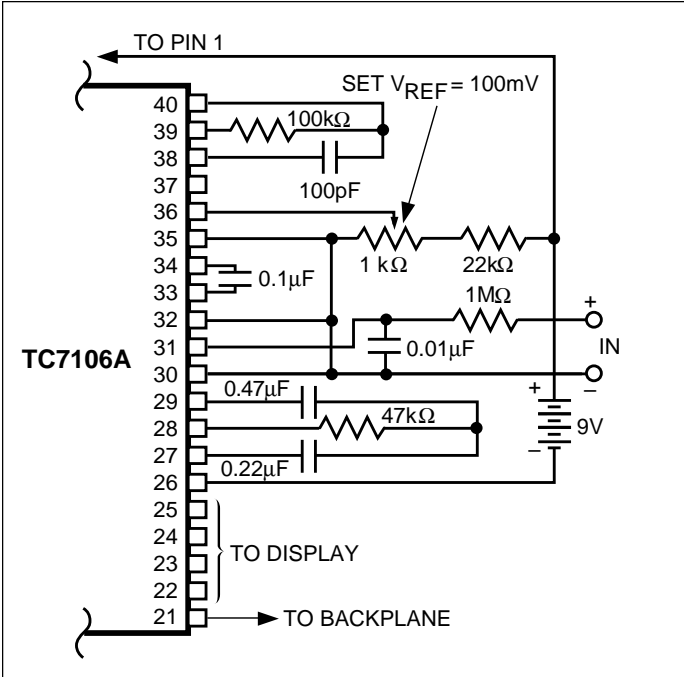 TO PIN 1
SET VREF = 100mV
40
39
100kΩ
38
100pF
37
36
35
1 kΩ
22kΩ
34
0.1µF
33
1MΩ
+
32
31
0.01µF
IN
TC7106A
30
–
29
0.47µF
+
28
47kΩ
9V
27
0.22µF
–
26
25
24
TO DISPLAY
23
22
21
TO BACKPLANE